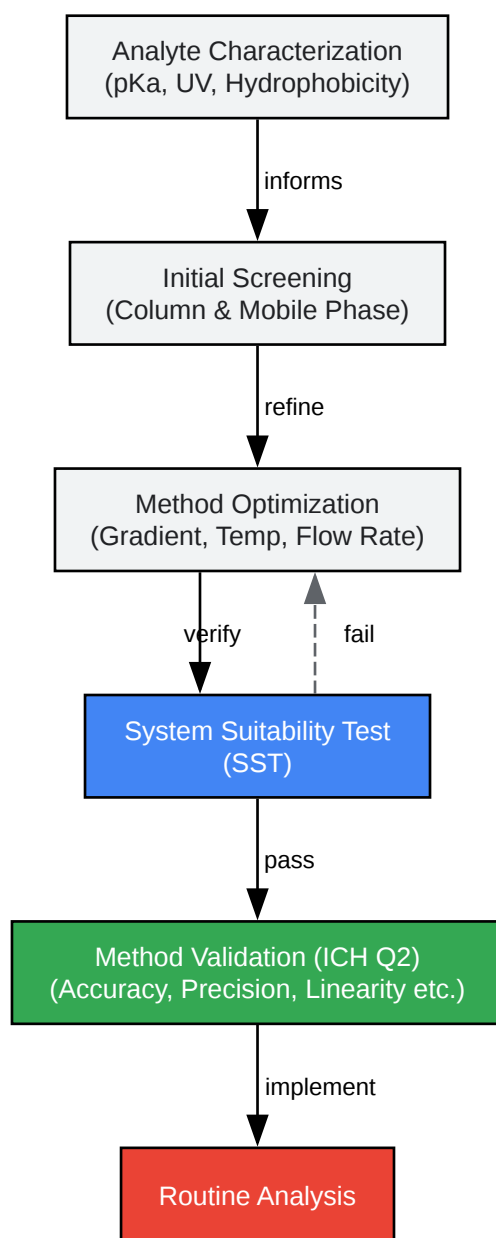 Analyte Characterization
(pKa, UV, Hydrophobicity)
informs
Initial Screening
(Column & Mobile Phase)
refine
Method Optimization
(Gradient, Temp, Flow Rate)
verify
fail
System Suitability Test
(SST)
pass
Method Validation (ICH Q2)
(Accuracy, Precision, Linearity etc.)
implement
Routine Analysis